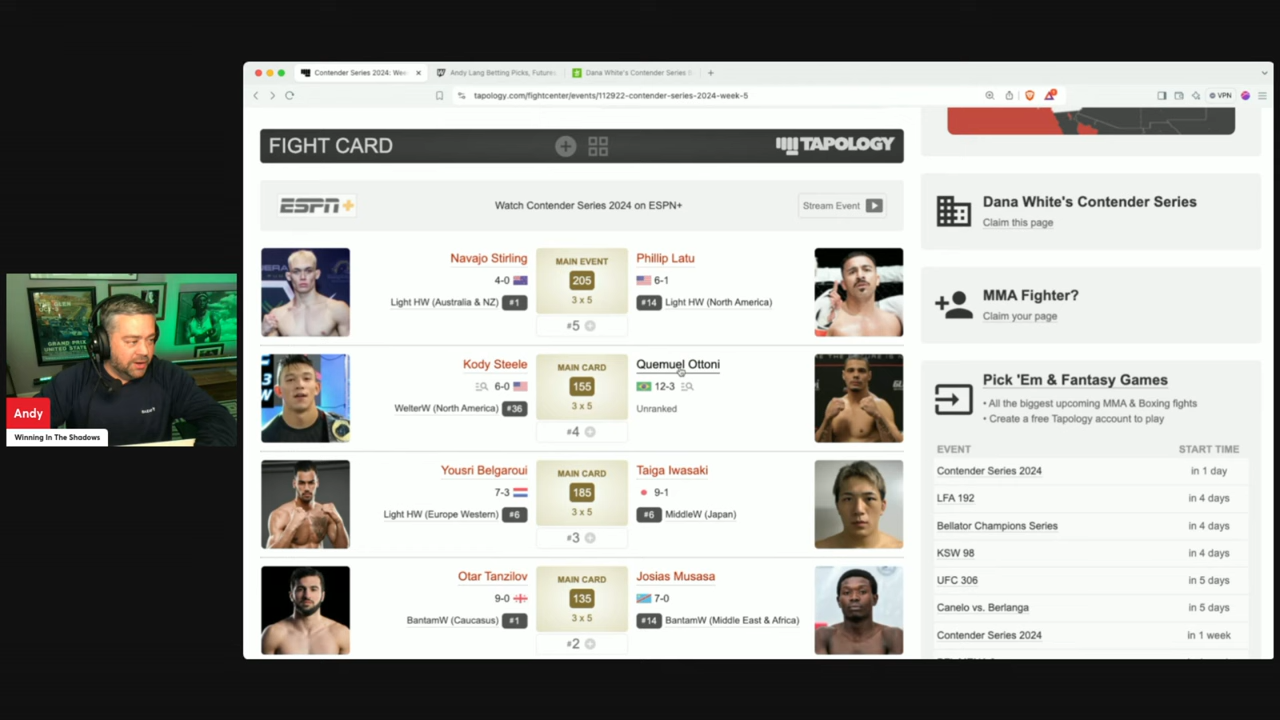 Contender Series 2024: Wee
Andy Lang Betting Picks, Future
Dana White's Contender Series
tapology.com/fightcenter/events/112922-contender-series-2024-week-5
VPN
FIGHT CARD
TAPOLOGY
ESPN+
Watch Contender Series 2024 on ESPN+
Stream Event
Navajo Stirling
4-0
Light HW (Australia & NZ) #1
MAIN EVENT
205
3 x 5
#5
Phillip Latu
6-1
#14 Light HW (North America)
Kody Steele
6-0
WelterW (North America) #36
MAIN CARD
155
3 x 5
#4
Quemuel Ottoni
12-3
Unranked
Yousri Belgaroui
7-3
Light HW (Europe Western) #6
MAIN CARD
185
3 x 5
#3
Taiga Iwasaki
9-1
#6 MiddleW (Japan)
Otar Tanzilov
9-0
BantamW (Caucasus) #1
MAIN CARD
135
3 x 5
#2
Josias Musasa
7-0
#14 BantamW (Middle East & Africa)
Dana White's Contender Series
Claim this page
MMA Fighter?
Claim your page
Pick 'Em & Fantasy Games
• All the biggest upcoming MMA & Boxing fights
• Create a free Tapology account to play
EVENT START TIME
Contender Series 2024 in 1 day
LFA 192 in 4 days
Bellator Champions Series in 4 days
KSW 98 in 4 days
UFC 306 in 5 days
Canelo vs. Berlanga in 5 days
Contender Series 2024 in 1 week
GRAND PRIX
UNITED STATES
Andy
Winning In The Shadows